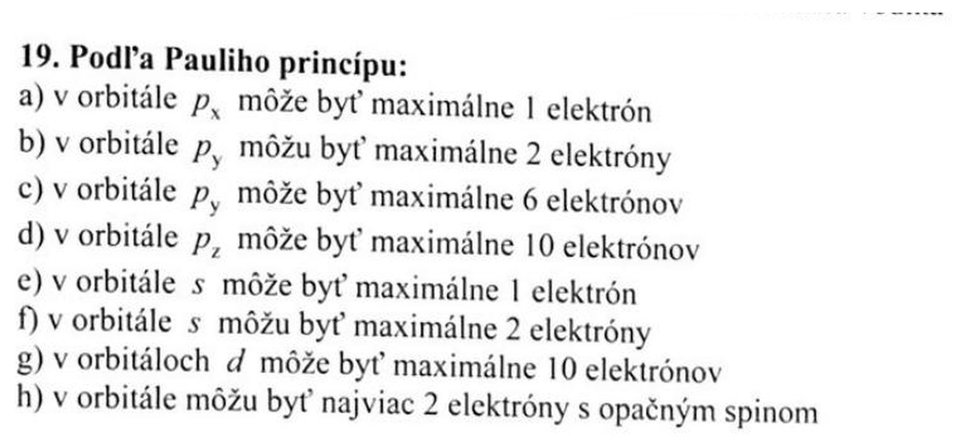 19. Podľa Pauliho princípu:
a) v orbitále px môže byť maximálne 1 elektrón
b) v orbitále py môžu byť maximálne 2 elektróny
c) v orbitále py môže byť maximálne 6 elektrónov
d) v orbitále pz môže byť maximálne 10 elektrónov
e) v orbitále s môže byť maximálne 1 elektrón
f) v orbitále s môžu byť maximálne 2 elektróny
g) v orbitáloch d môže byť maximálne 10 elektrónov
h) v orbitále môžu byť najviac 2 elektróny s opačným spinom